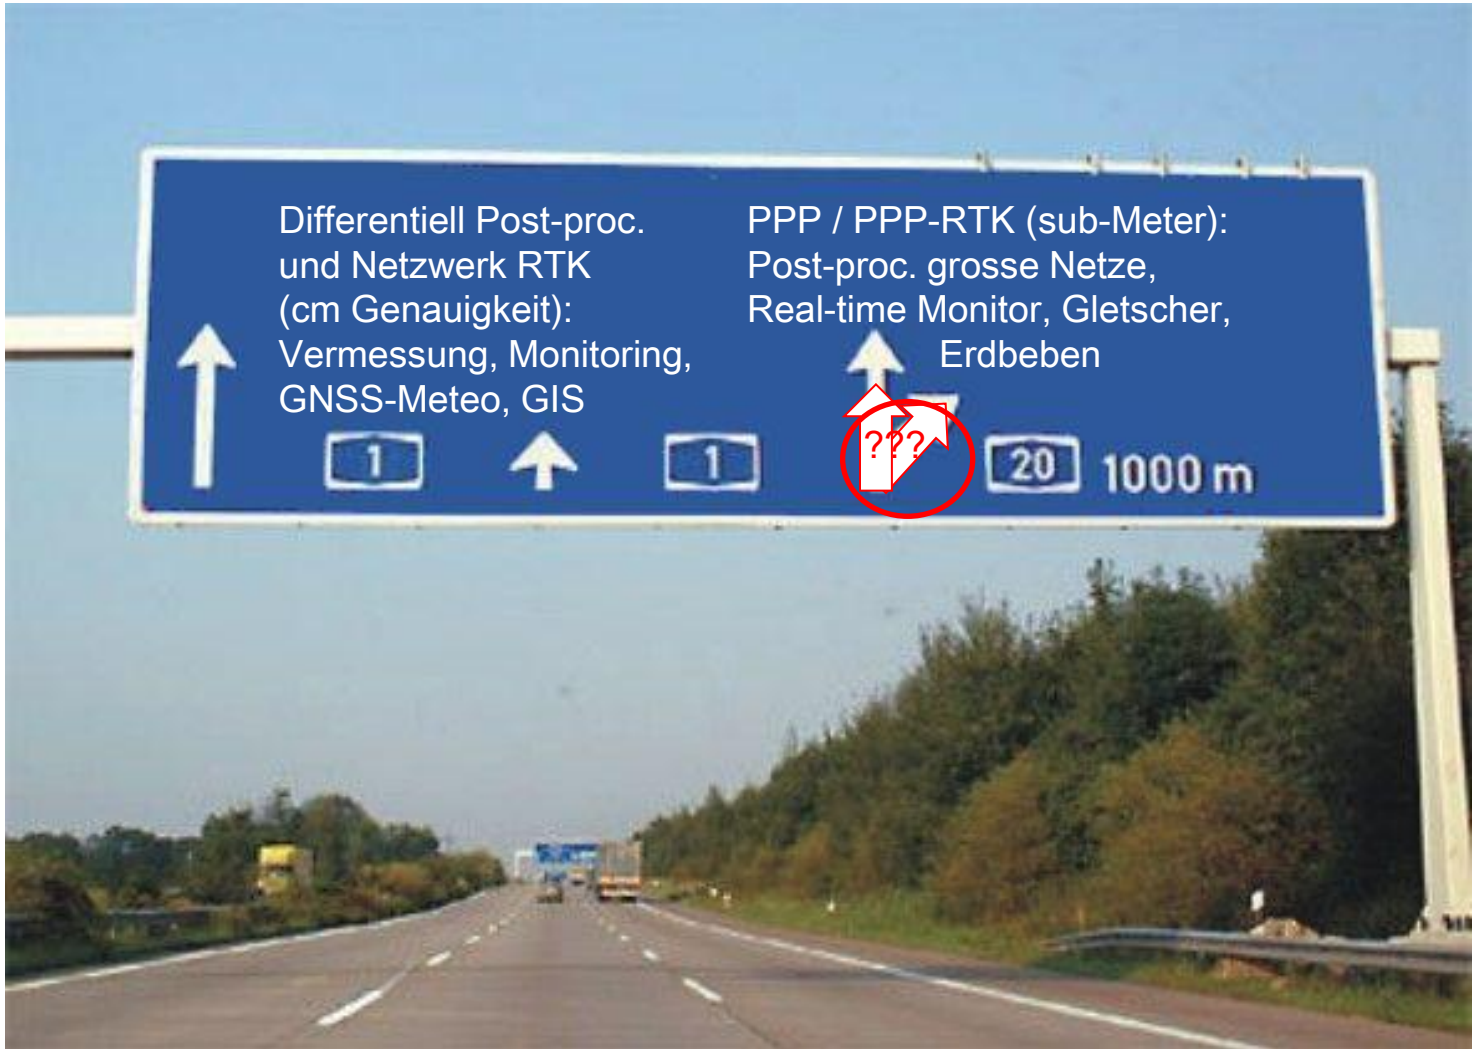 Differentiell Post-proc.
und Netzwerk RTK
(cm Genauigkeit):
Vermessung, Monitoring,
GNSS-Meteo, GIS
PPP / PPP-RTK (sub-Meter):
Post-proc. grosse Netze,
Real-time Monitor, Gletscher,
Erdbeben
1
1
???
20 1000 m